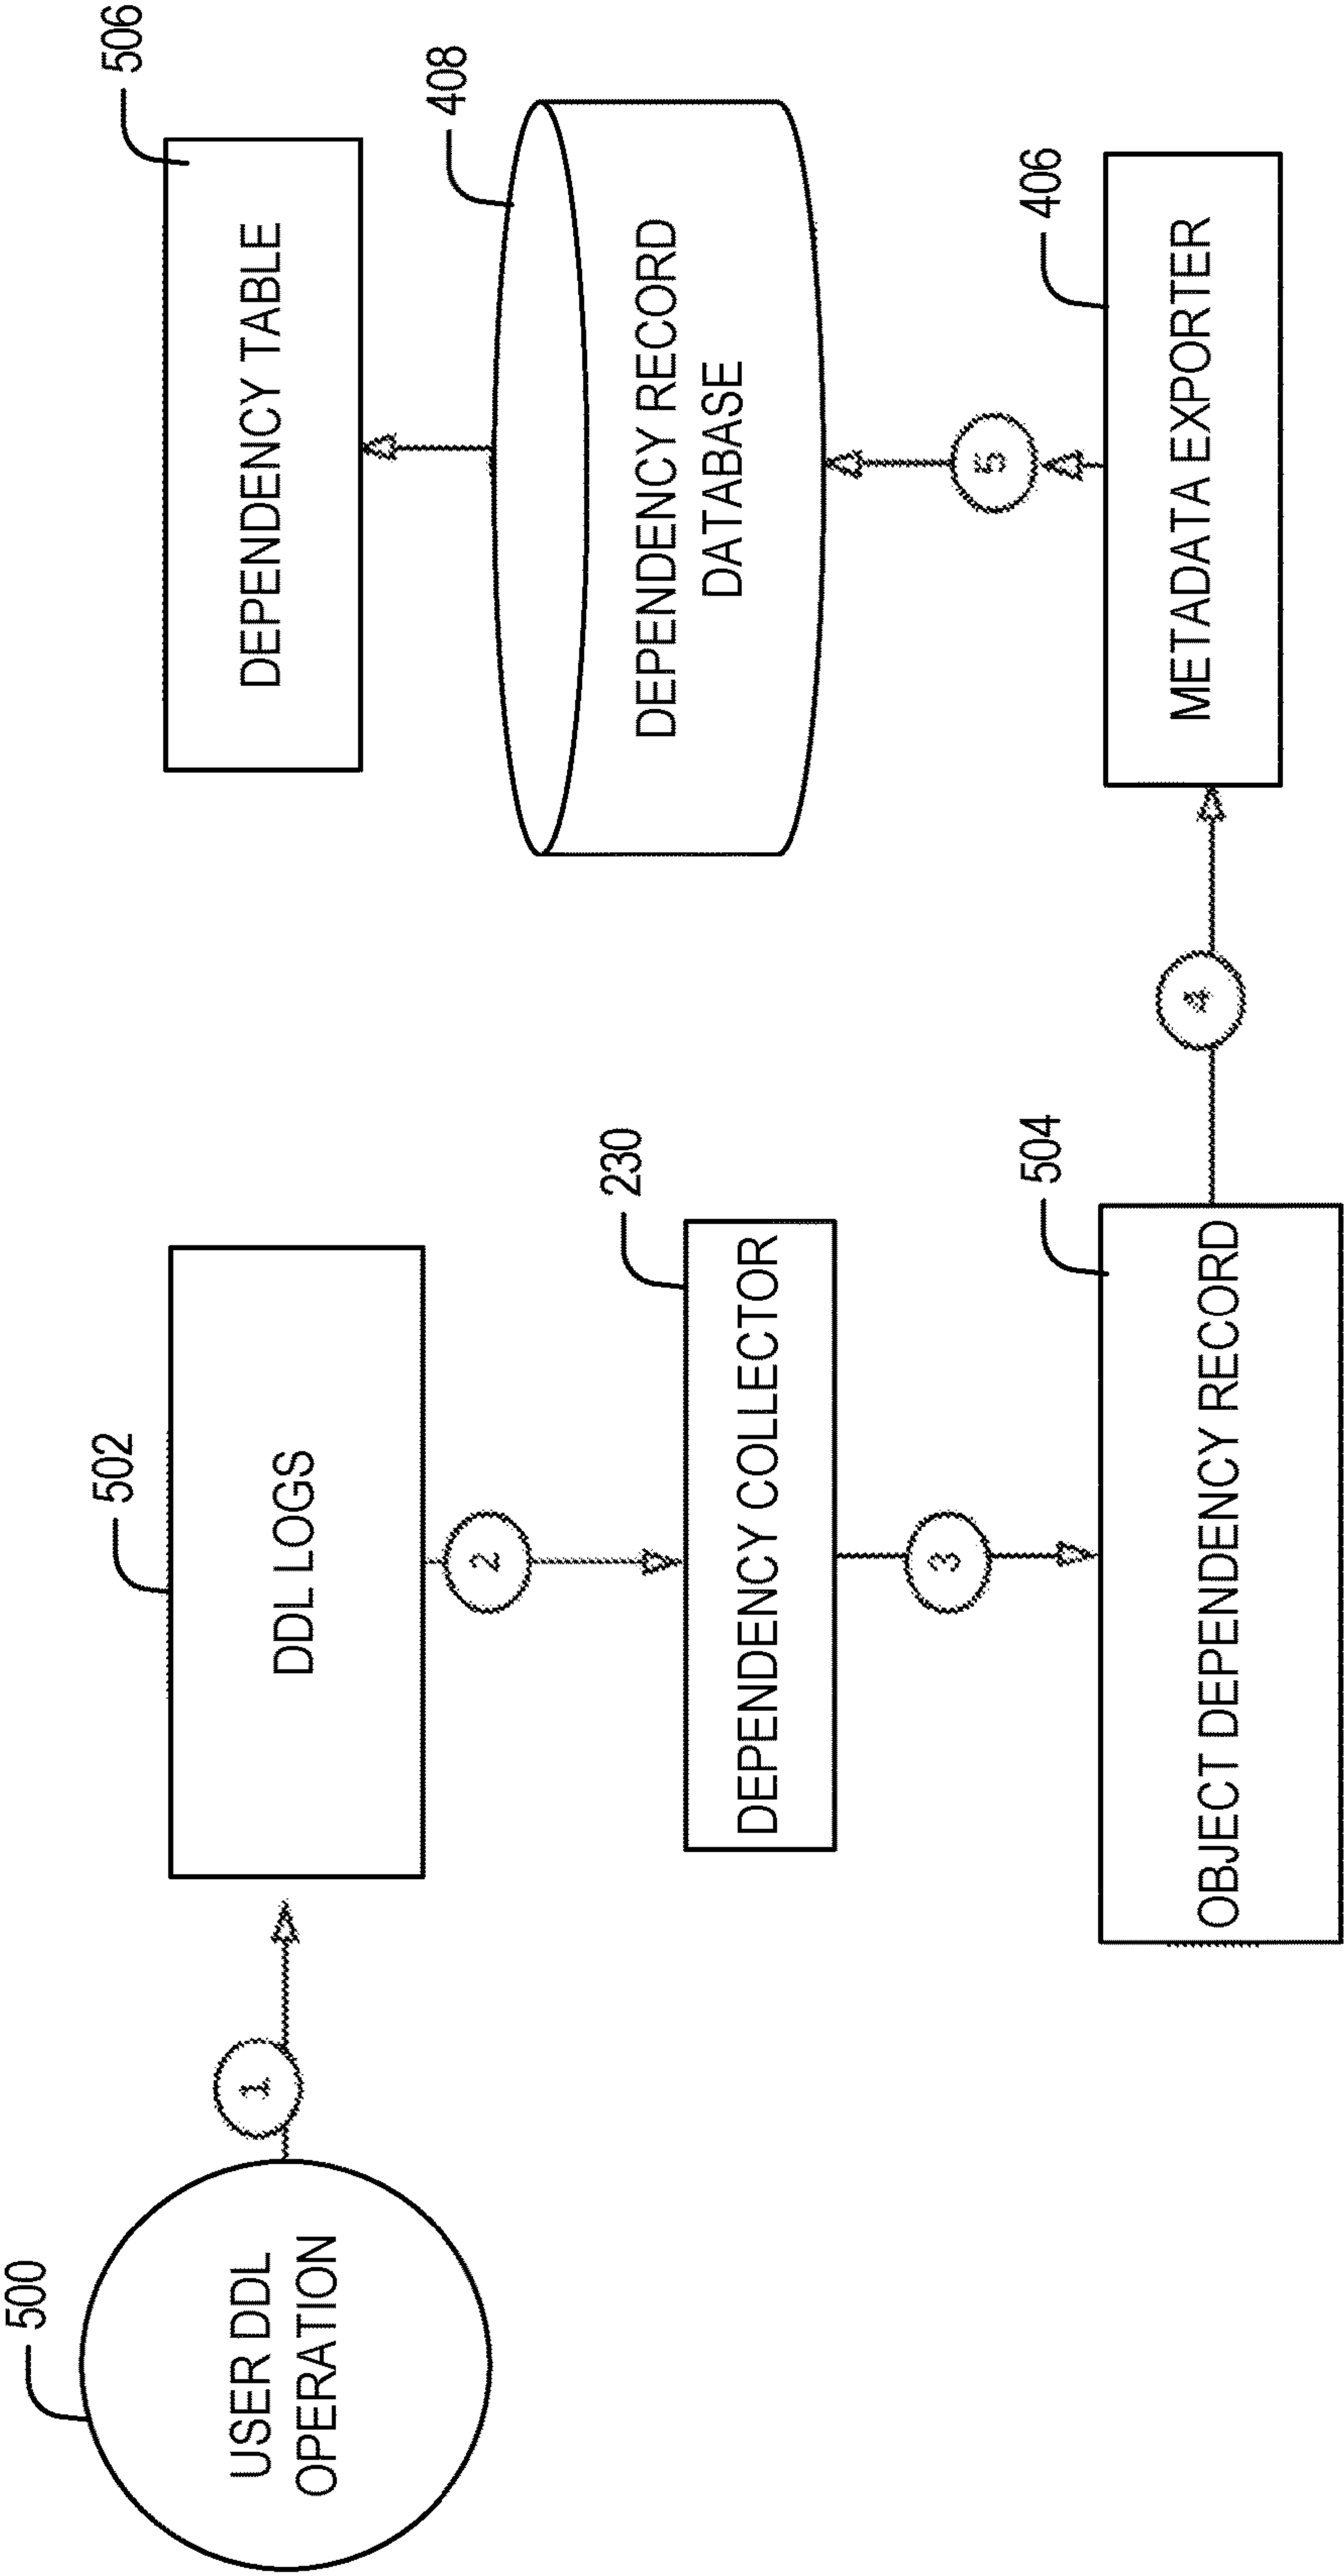 500
USER DDL
OPERATION
1
502
DDL LOGS
2
230
DEPENDENCY COLLECTOR
3
504
OBJECT DEPENDENCY RECORD
4
406
METADATA EXPORTER
5
408
DEPENDENCY RECORD
DATABASE
506
DEPENDENCY TABLE